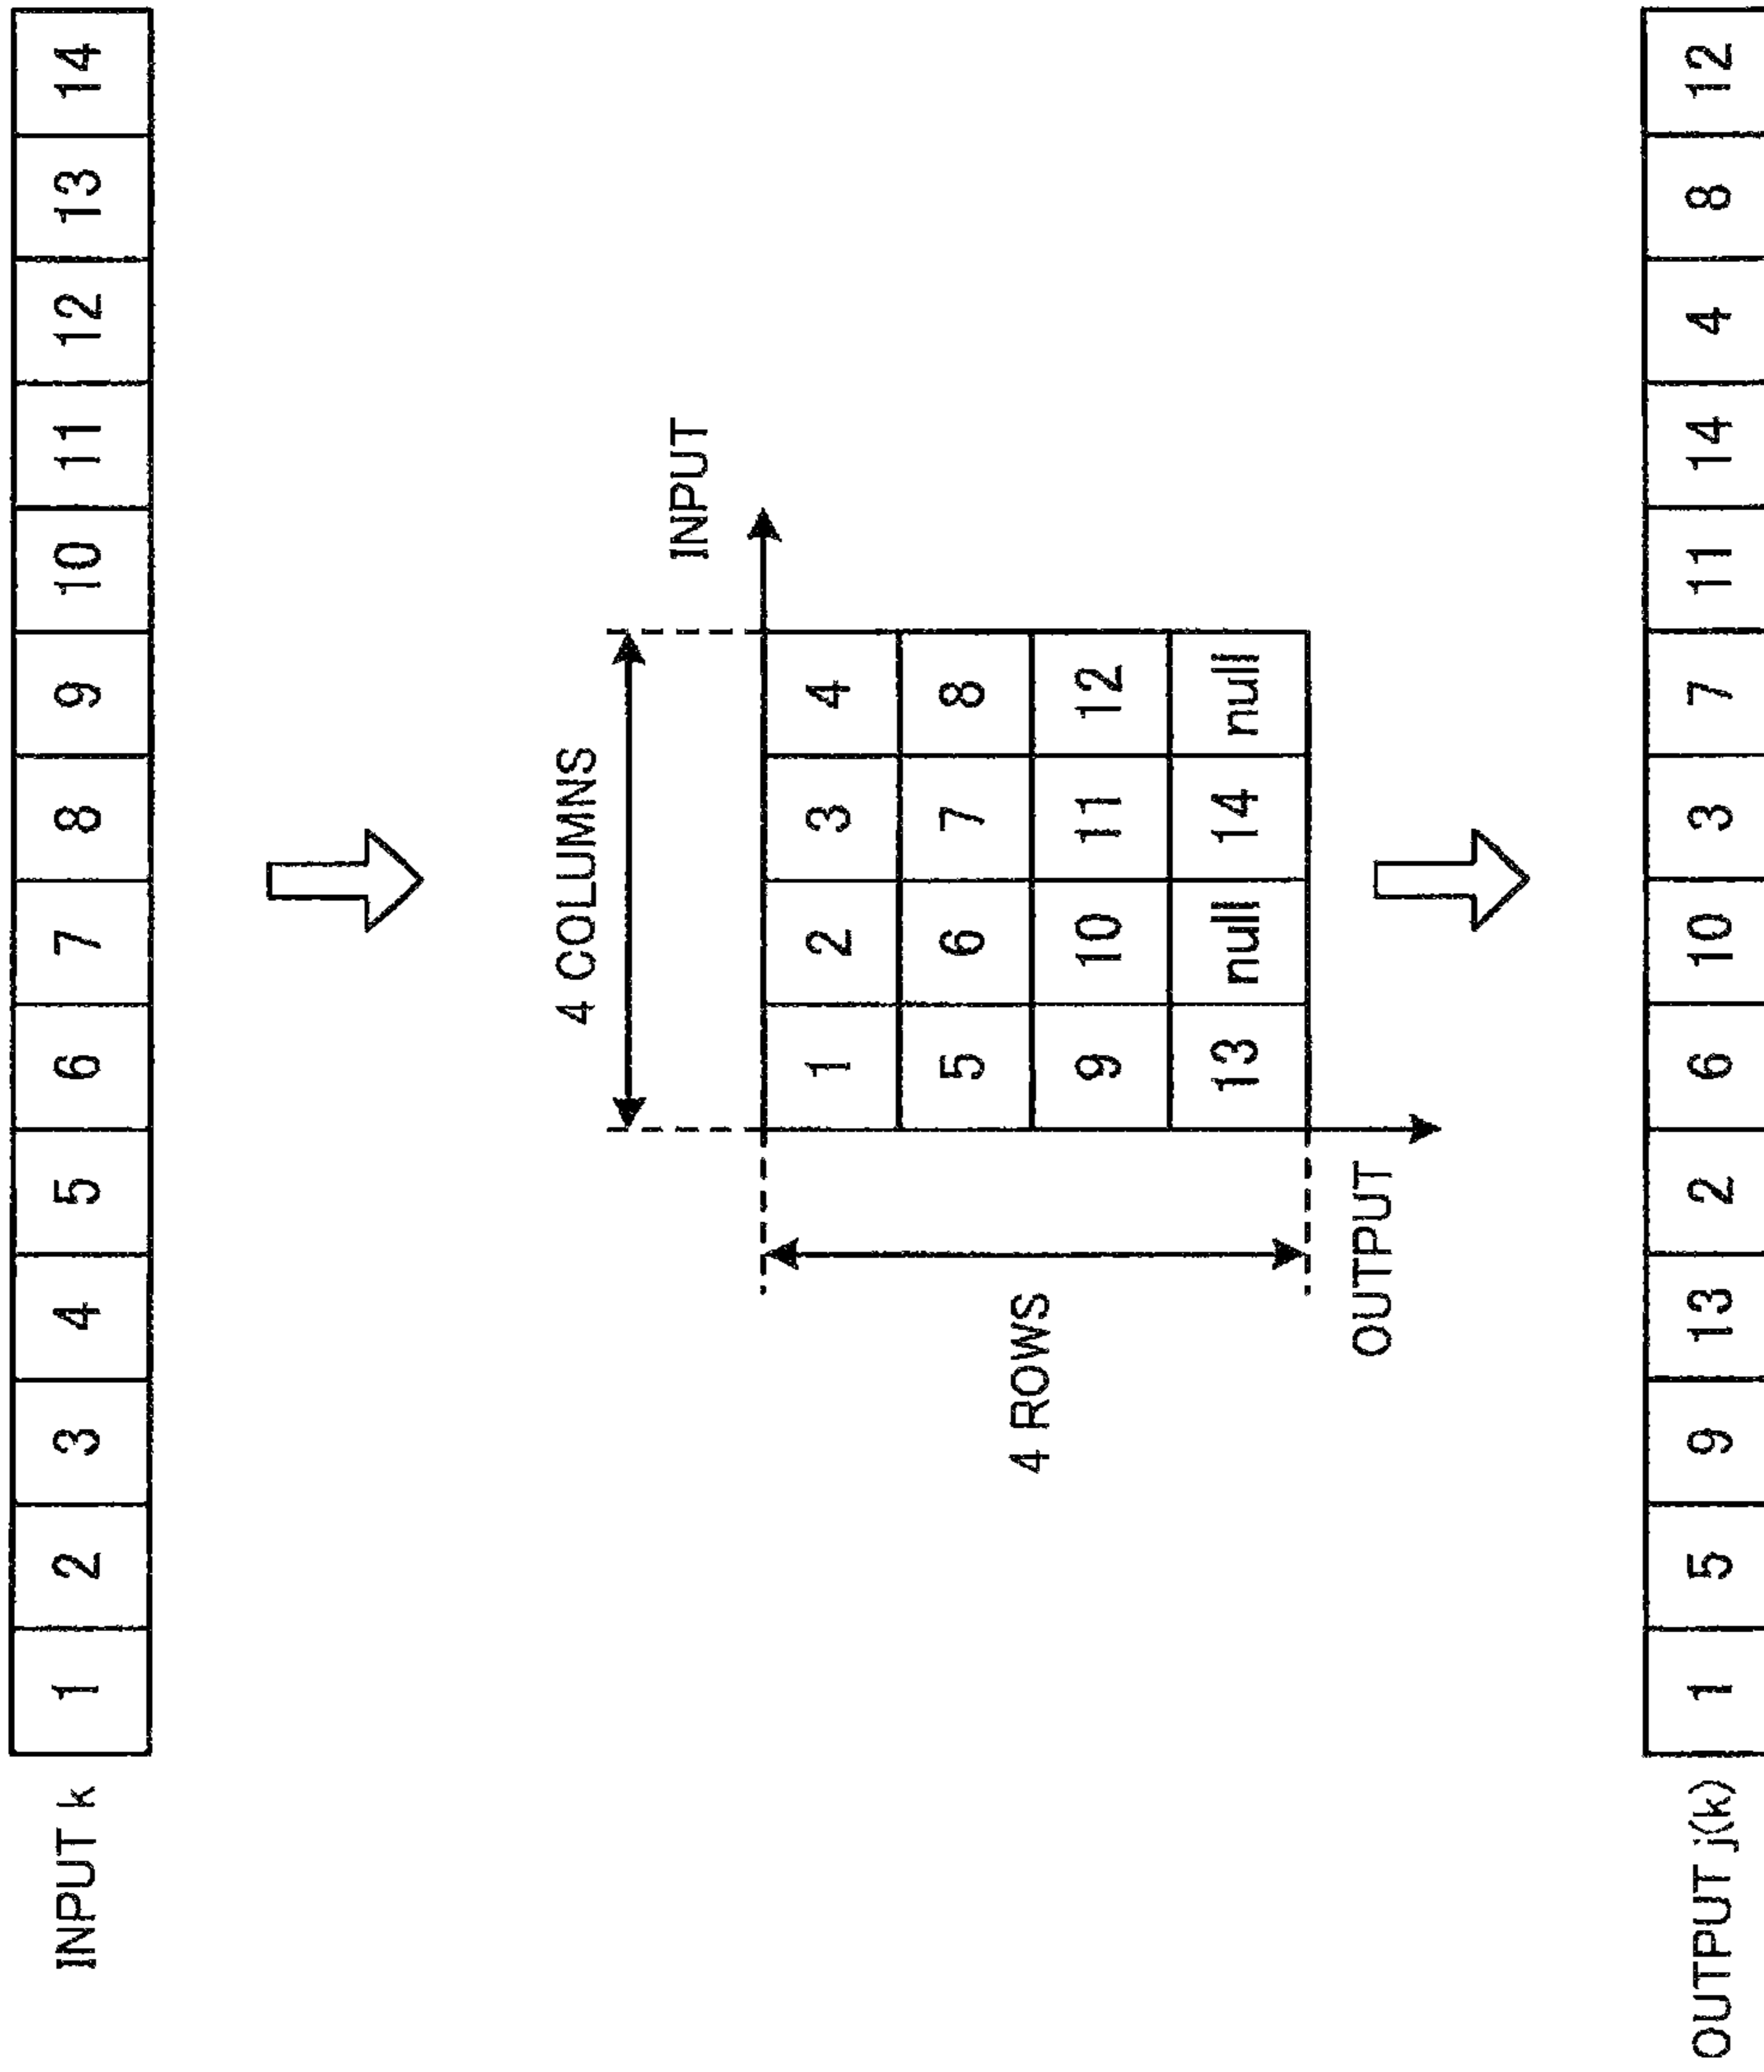 INPUT k 1 2 3 4 5 6 7 8 9 10 11 12 13 14
4 COLUMNS
INPUT
4 ROWS
1 2 3 4
5 6 7 8
9 10 11 12
13 null 14 null
OUTPUT
OUTPUT j(k) 1 5 9 13 2 6 10 3 7 11 14 4 8 12